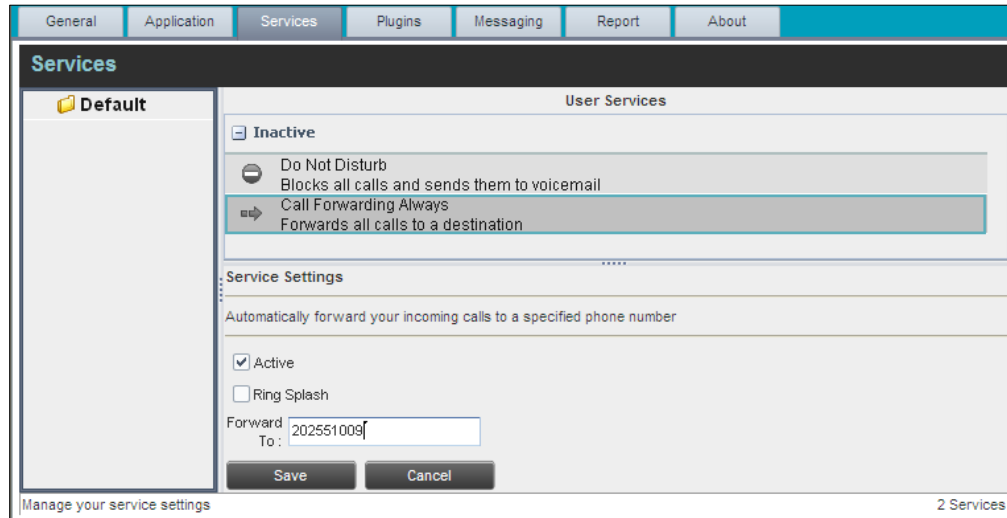 General Application Services Plugins Messaging Report About
Services
Default
User Services
Inactive
Do Not Disturb
Blocks all calls and sends them to voicemail
Call Forwarding Always
Forwards all calls to a destination
Service Settings
Automatically forward your incoming calls to a specified phone number
Active
Ring Splash
Forward
To : 202551009
Save Cancel
Manage your service settings 2 Services